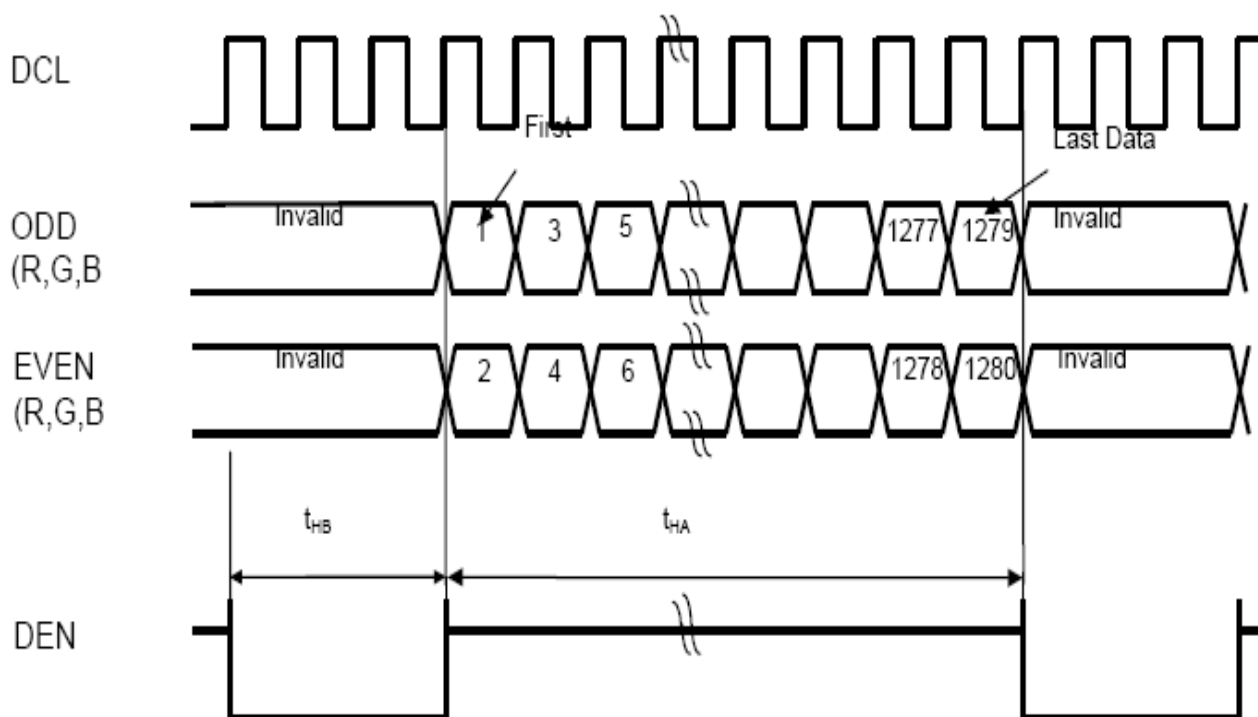 DCL
First
Last Data
ODD
(R,G,B
Invalid
1 3 5 1277 1279
Invalid
EVEN
(R,G,B
Invalid
2 4 6 1278 1280
Invalid
tHB
tHA
DEN